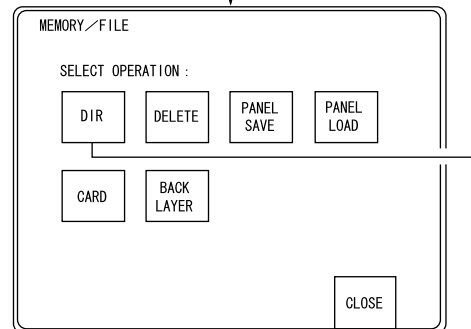 MEMORY／FILE
SELECT OPERATION :
DIR
DELETE
PANEL
SAVE
PANEL
LOAD
CARD
BACK
LAYER
CLOSE